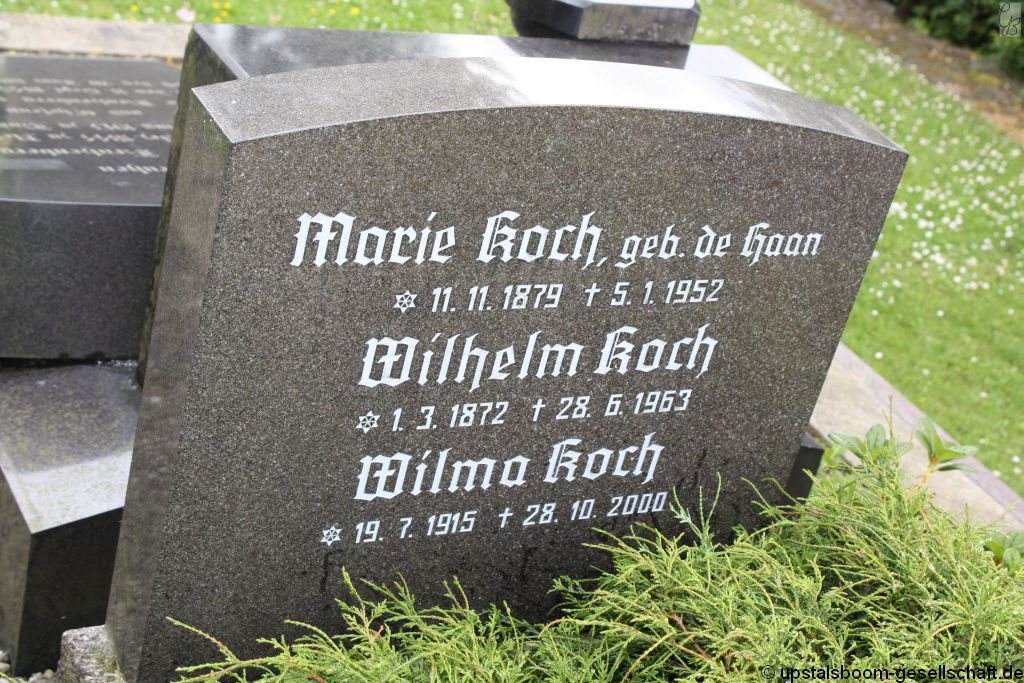 Marie Koch, geb. de Haan
✡ 11. 11. 1879 † 5. 1. 1952
Wilhelm Koch
✡ 1. 3. 1872 † 28. 6. 1963
Wilma Koch
✡ 19. 7. 1915 † 28. 10. 2000
© upstalsboom-gesellschaft.de